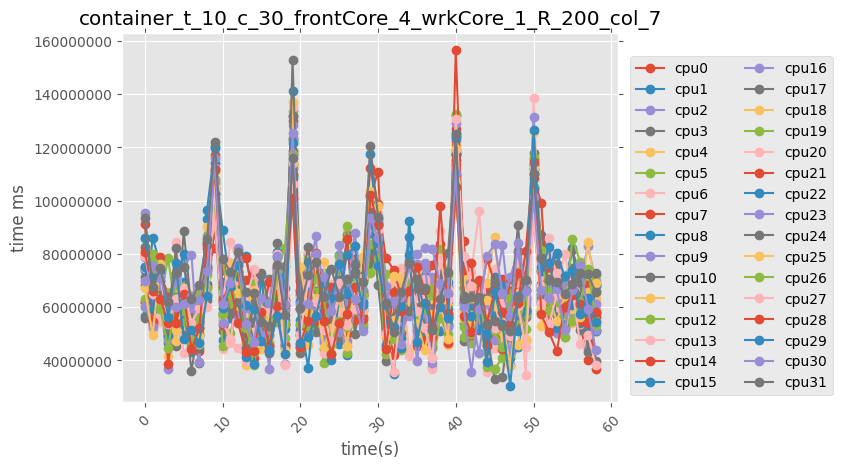 container_t_10_c_30_frontCore_4_wrkCore_1_R_200_col_7
160000000
140000000
120000000
100000000
80000000
60000000
40000000
time ms
0
10
20
30
40
50
60
time(s)
cpu0
cpu1
cpu2
cpu3
cpu4
cpu5
cpu6
cpu7
cpu8
cpu9
cpu10
cpu11
cpu12
cpu13
cpu14
cpu15
cpu16
cpu17
cpu18
cpu19
cpu20
cpu21
cpu22
cpu23
cpu24
cpu25
cpu26
cpu27
cpu28
cpu29
cpu30
cpu31